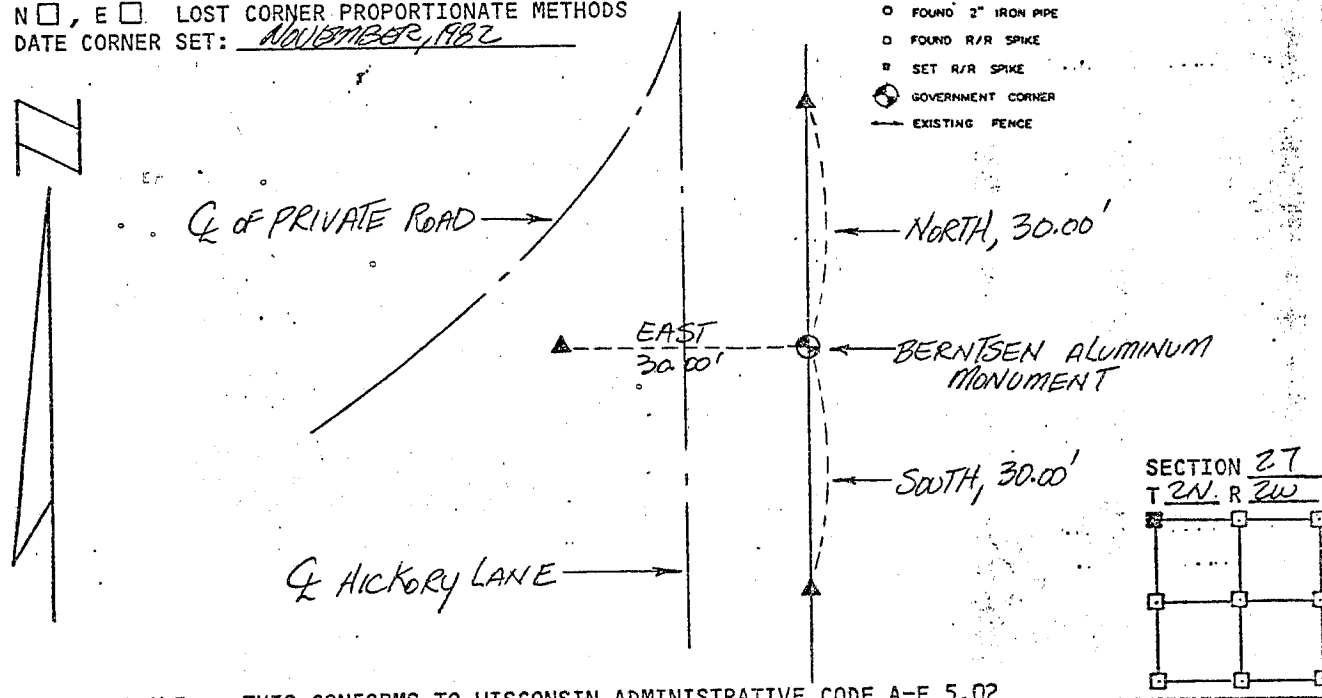 N □, E □. LOST CORNER PROPORTIONATE METHODS
DATE CORNER SET: NOVEMBER, 1982
FOUND 2" IRON PIPE
FOUND R/R SPIKE
SET R/R SPIKE
GOVERNMENT CORNER
EXISTING FENCE
N
℄ OF PRIVATE ROAD
NORTH, 30.00'
EAST
30.00'
BERNTSEN ALUMINUM
MONUMENT
SOUTH, 30.00'
℄ HICKORY LANE
SECTION 27
T 2N. R 2W
THIS CONFORMS TO WISCONSIN ADMINISTRATIVE CODE A-E 5.02